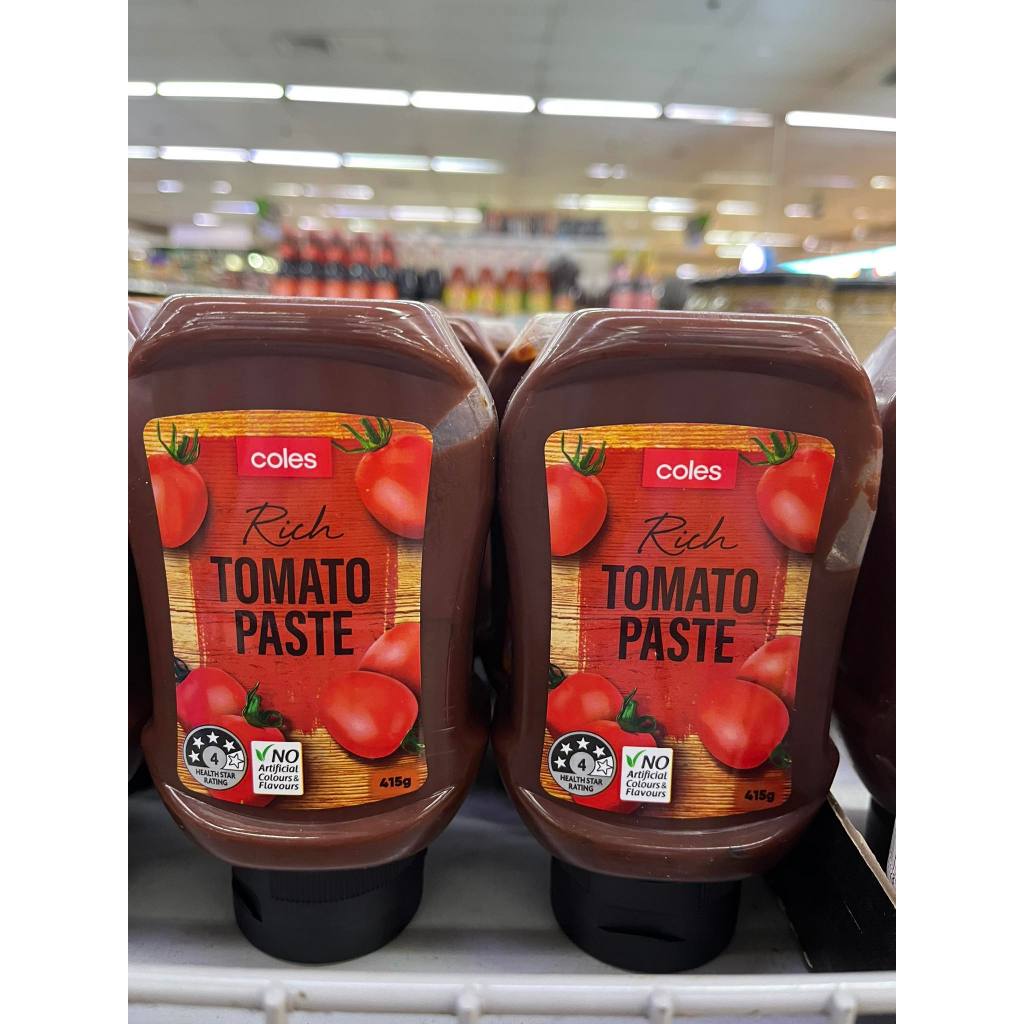 coles
Rich
TOMATO
PASTE
4
HEALTH STAR
RATING
NO
Artificial
Colours &
Flavours
415g
coles
Rich
TOMATO
PASTE
4
HEALTH STAR
RATING
NO
Artificial
Colours &
Flavours
415g